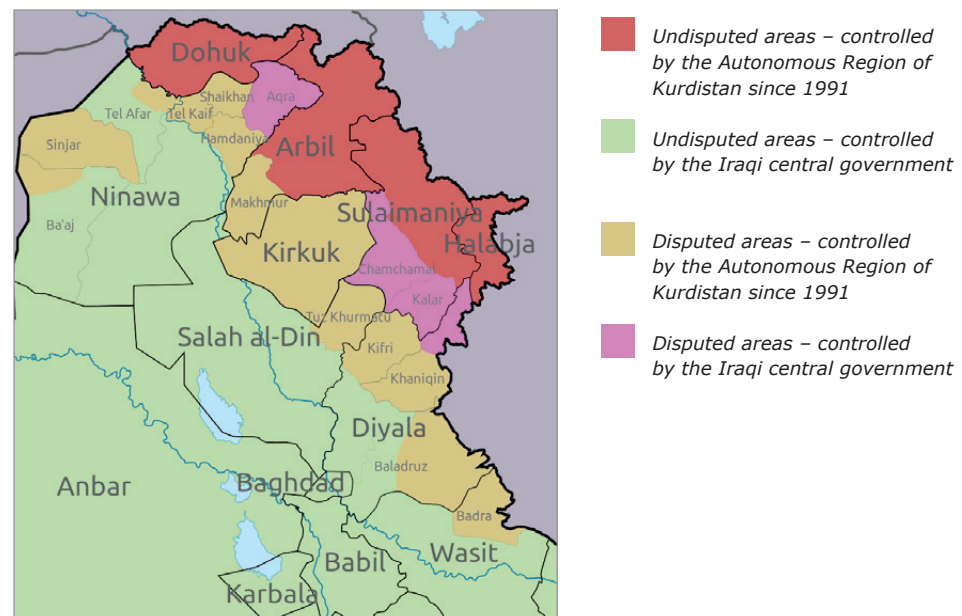 Dohuk
Shaikhan
Aqra
Tel Afar
Tel Kaif
Hamdaniya
Sinjar
Arbil
Ninawa
Makhmur
Sulaimaniya
Ba'aj
Kirkuk
Halabja
Chamchamal
Kalar
Tuz Khurmatu
Salah al-Din
Kifri
Khaniqin
Diyala
Baladruz
Anbar
Baghdad
Badra
Wasit
Babil
Karbala
Undisputed areas – controlled
by the Autonomous Region of
Kurdistan since 1991
Undisputed areas – controlled
by the Iraqi central government
Disputed areas – controlled
by the Autonomous Region of
Kurdistan since 1991
Disputed areas – controlled
by the Iraqi central government